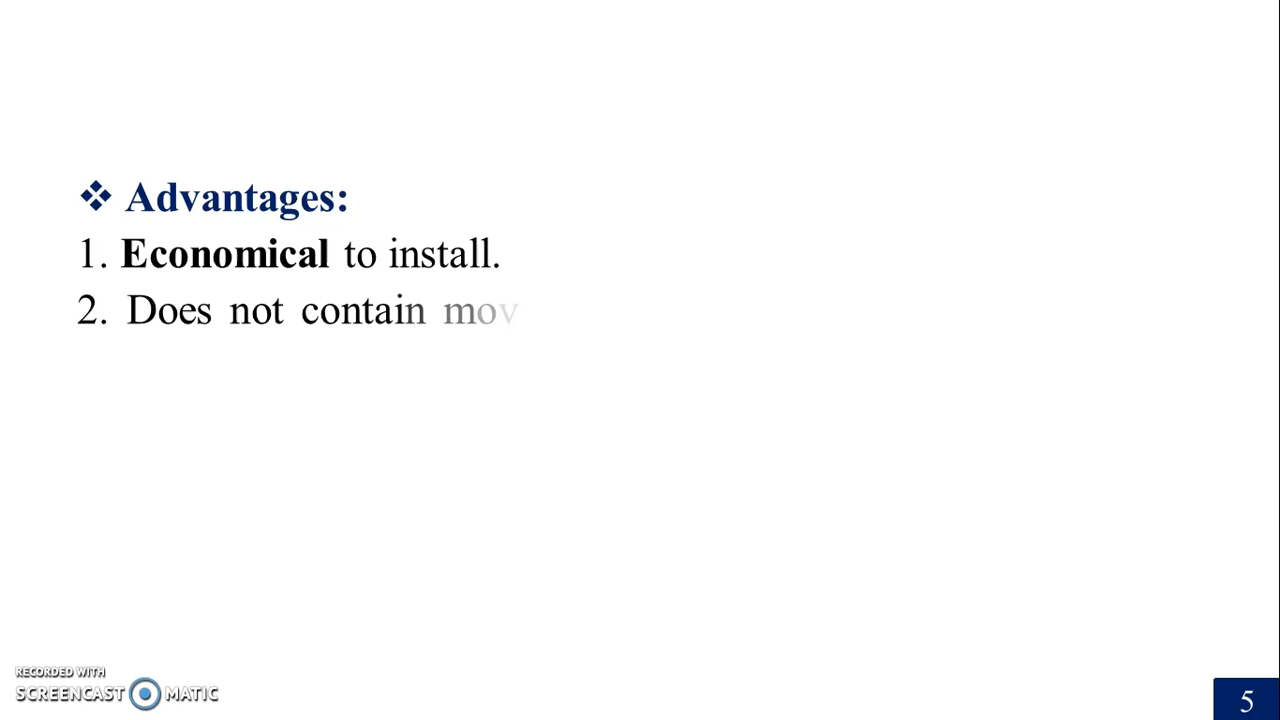 ❖ Advantages:
1. Economical to install.
2. Does not contain mov
RECORDED WITH
SCREENCAST MATIC
5